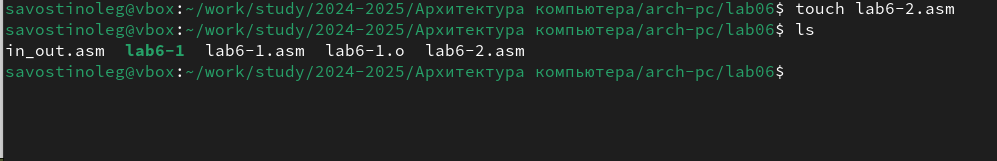 savostinoleg@vbox:~/work/study/2024-2025/Архитектура компьютера/arch-pc/lab06$ touch lab6-2.asm
savostinoleg@vbox:~/work/study/2024-2025/Архитектура компьютера/arch-pc/lab06$ ls
in_out.asm  lab6-1  lab6-1.asm  lab6-1.o  lab6-2.asm
savostinoleg@vbox:~/work/study/2024-2025/Архитектура компьютера/arch-pc/lab06$